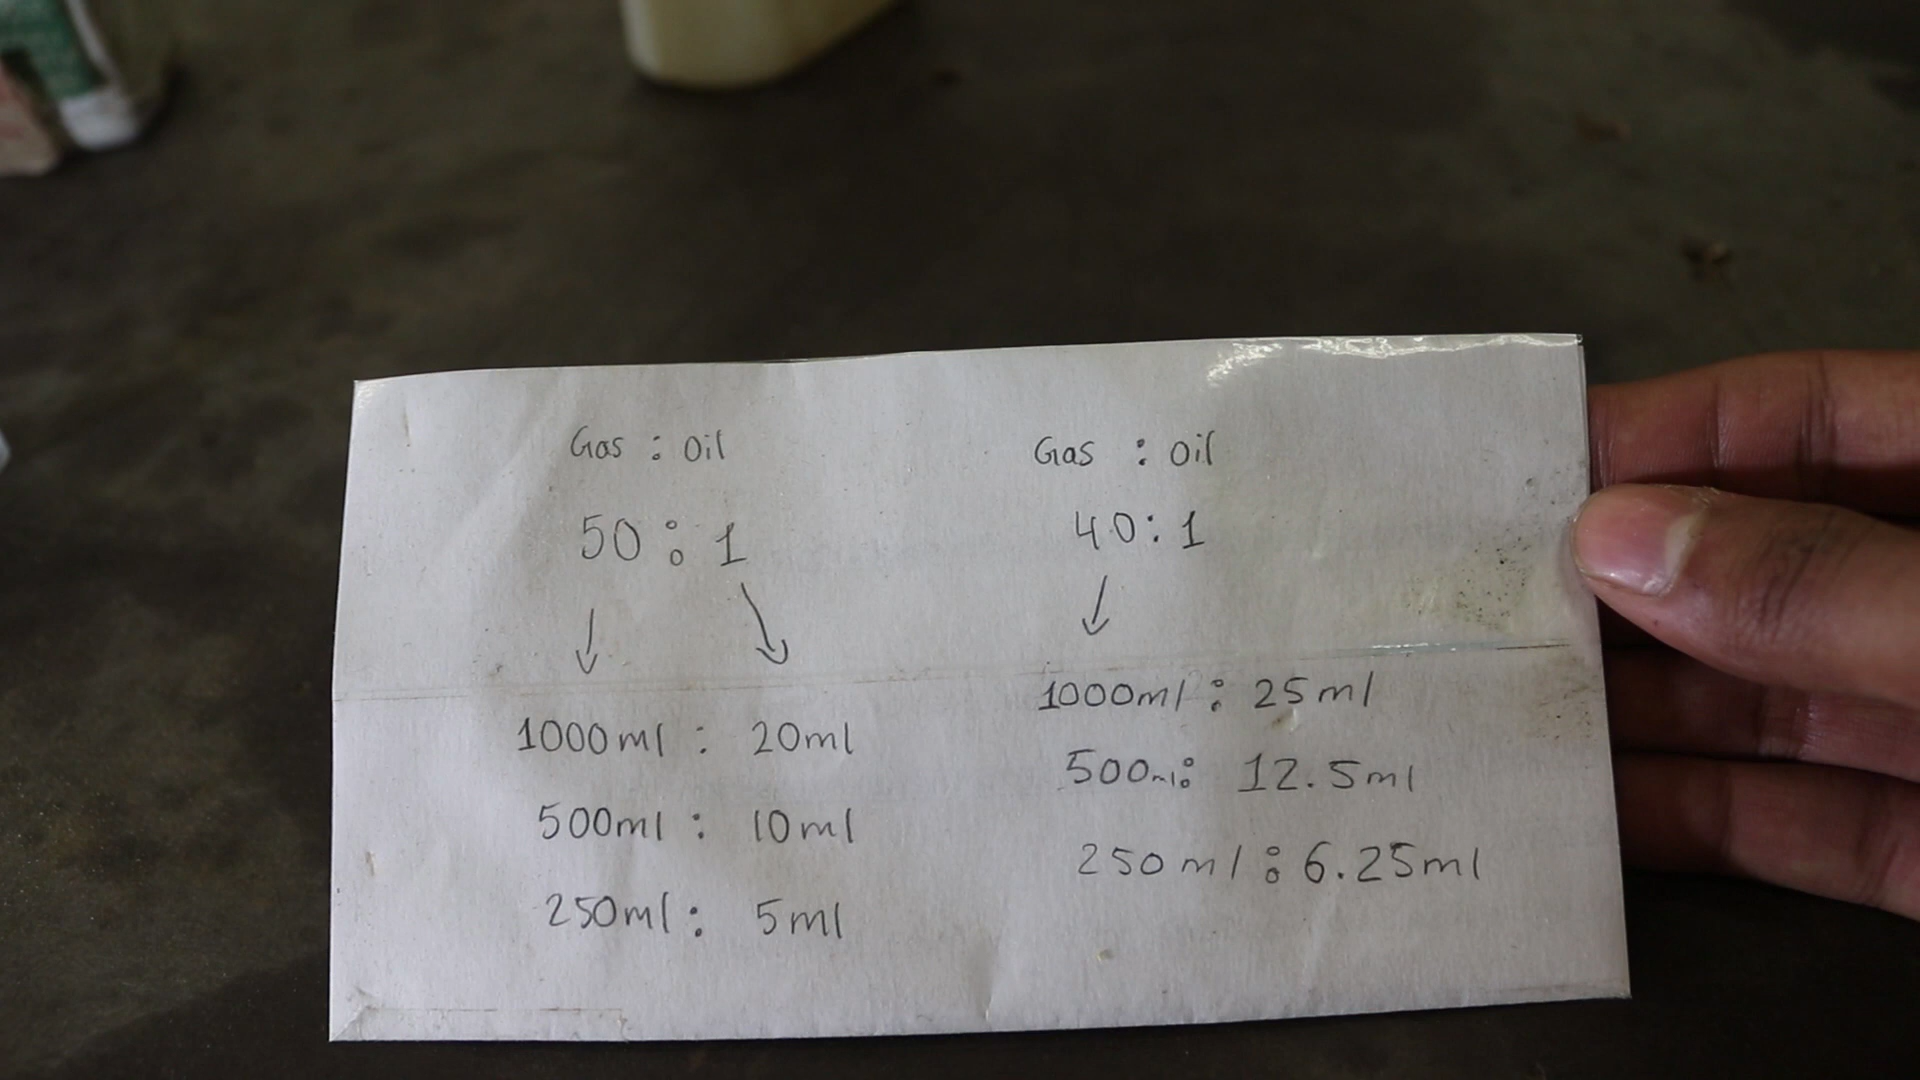 Gas : Oil
50 : 1
1000ml : 20ml
500ml : 10ml
250ml : 5ml
Gas : Oil
40 : 1
1000ml : 25ml
500ml : 12.5ml
250ml : 6.25ml